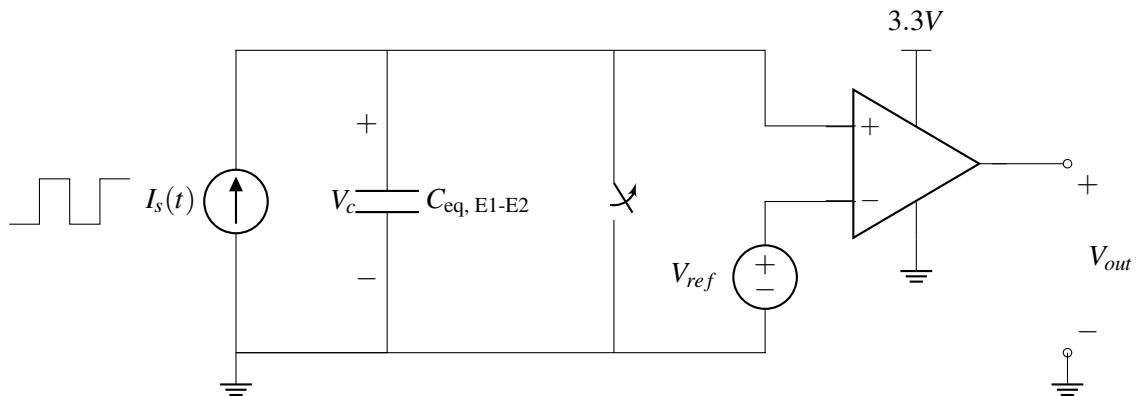 3.3V
+
+
I_s(t)
V_c
C_eq, E1-E2
−
−
+
−
V_ref
+
V_out
−